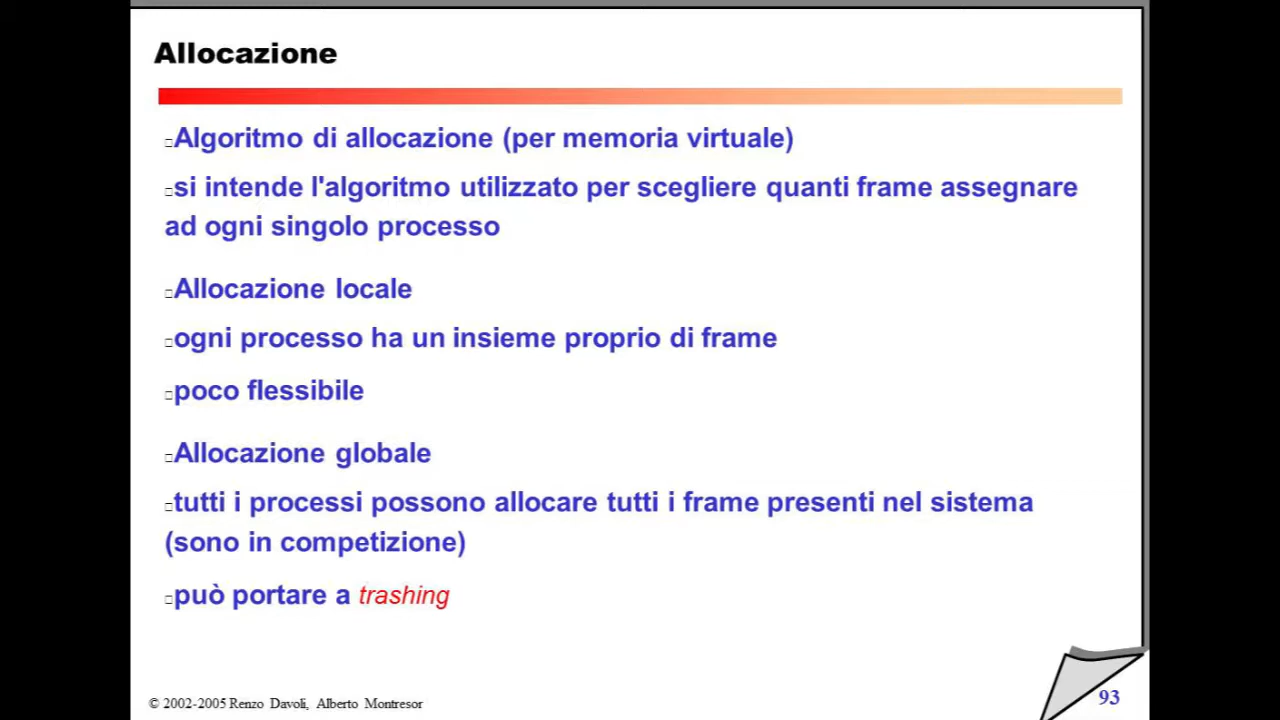 Allocazione
Algoritmo di allocazione (per memoria virtuale)
si intende l'algoritmo utilizzato per scegliere quanti frame assegnare
ad ogni singolo processo
Allocazione locale
ogni processo ha un insieme proprio di frame
poco flessibile
Allocazione globale
tutti i processi possono allocare tutti i frame presenti nel sistema
(sono in competizione)
può portare a trashing
© 2002-2005 Renzo Davoli, Alberto Montresor
93